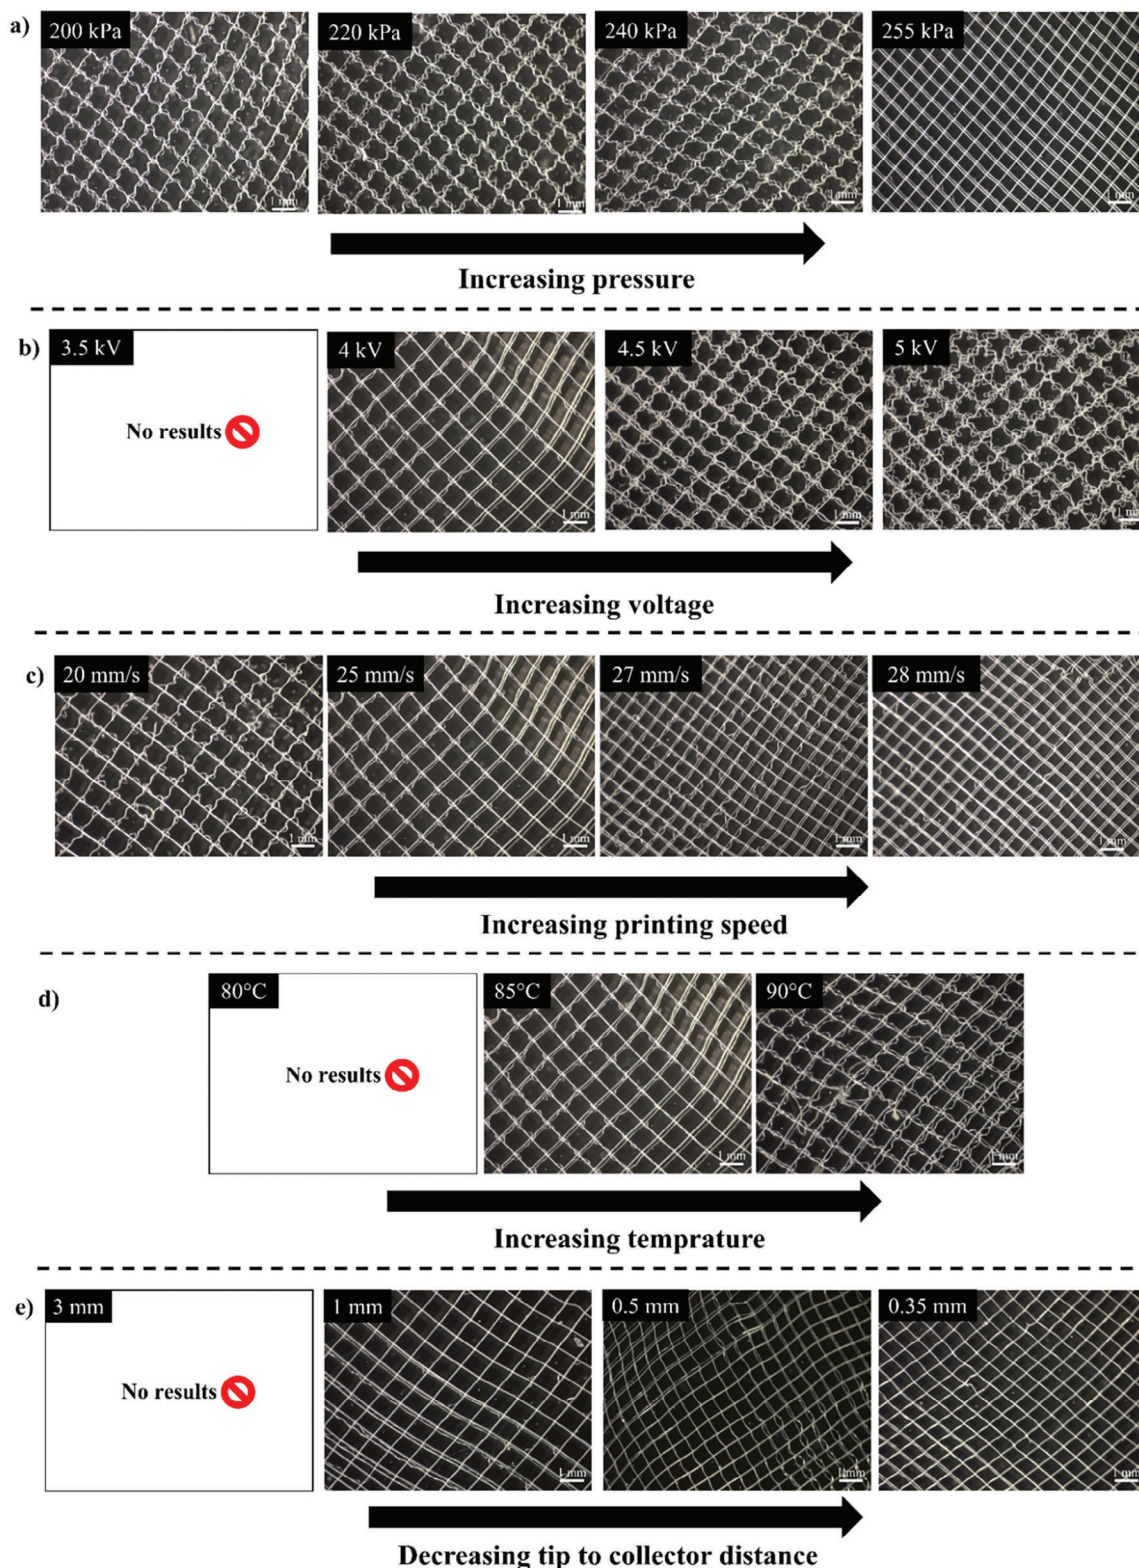 a)
200 kPa
220 kPa
240 kPa
255 kPa
1 mm
1 mm
1 mm
mm
Increasing pressure
b)
3.5 kV
4 kV
4.5 kV
5 kV
No results
1 mm
1 mm
1 mm
Increasing voltage
c)
20 mm/s
25 mm/s
27 mm/s
28 mm/s
1 mm
1 mm
1 mm
1 mm
Increasing printing speed
d)
80°C
85°C
90°C
No results
1 mm
1 mm
Increasing temprature
e)
3 mm
1 mm
0.5 mm
0.35 mm
No results
1 mm
1mm
1 mm
Decreasing tip to collector distance